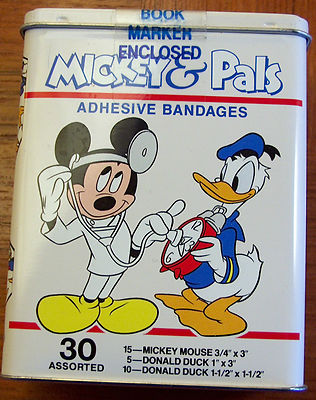 BOOK
MARKER
ENCLOSED
MICKEY & Pals
ADHESIVE BANDAGES
30
ASSORTED
15—MICKEY MOUSE 3/4" x 3"
5—DONALD DUCK 1" x 3"
10—DONALD DUCK 1-1/2" x 1-1/2"